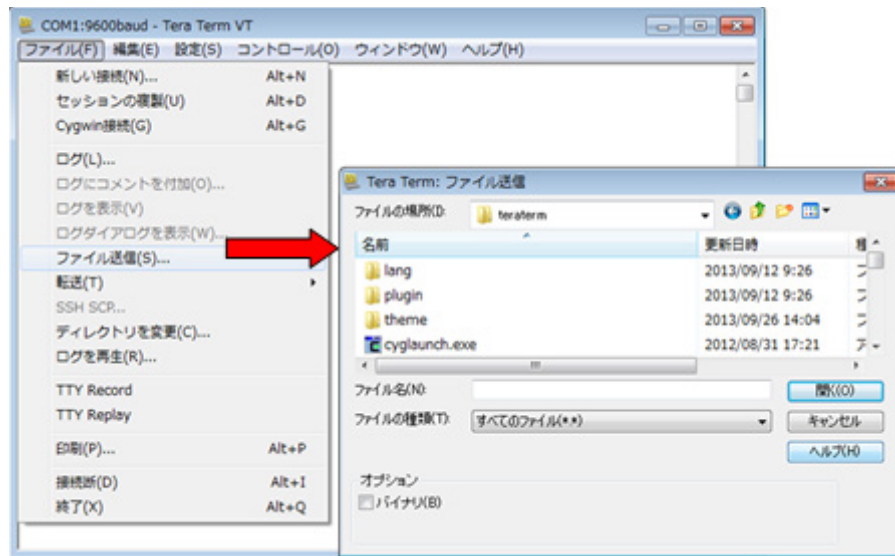 COM1:9600baud - Tera Term VT
ファイル(F) 編集(E) 設定(S) コントロール(O) ウィンドウ(W) ヘルプ(H)
新しい接続(N)... Alt+N
セッションの複製(U) Alt+D
Cygwin接続(G) Alt+G
ログ(L)...
ログにコメントを付加(O)...
ログを表示(V)
ログダイアログを表示(W)...
ファイル送信(S)...
転送(T)
SSH SCP...
ディレクトリを変更(C)...
ログを再生(R)...
TTY Record
TTY Replay
印刷(P)... Alt+P
接続断(D) Alt+I
終了(X) Alt+Q
Tera Term: ファイル送信
ファイルの場所(I): teraterm
名前 更新日時 種
lang 2013/09/12 9:26 フ
plugin 2013/09/12 9:26 フ
theme 2013/09/26 14:04 フ
cyglaunch.exe 2012/08/31 17:21 ア
ファイル名(N): 開く(O)
ファイルの種類(T): すべてのファイル(*.*) キャンセル
ヘルプ(H)
オプション
バイナリ(B)